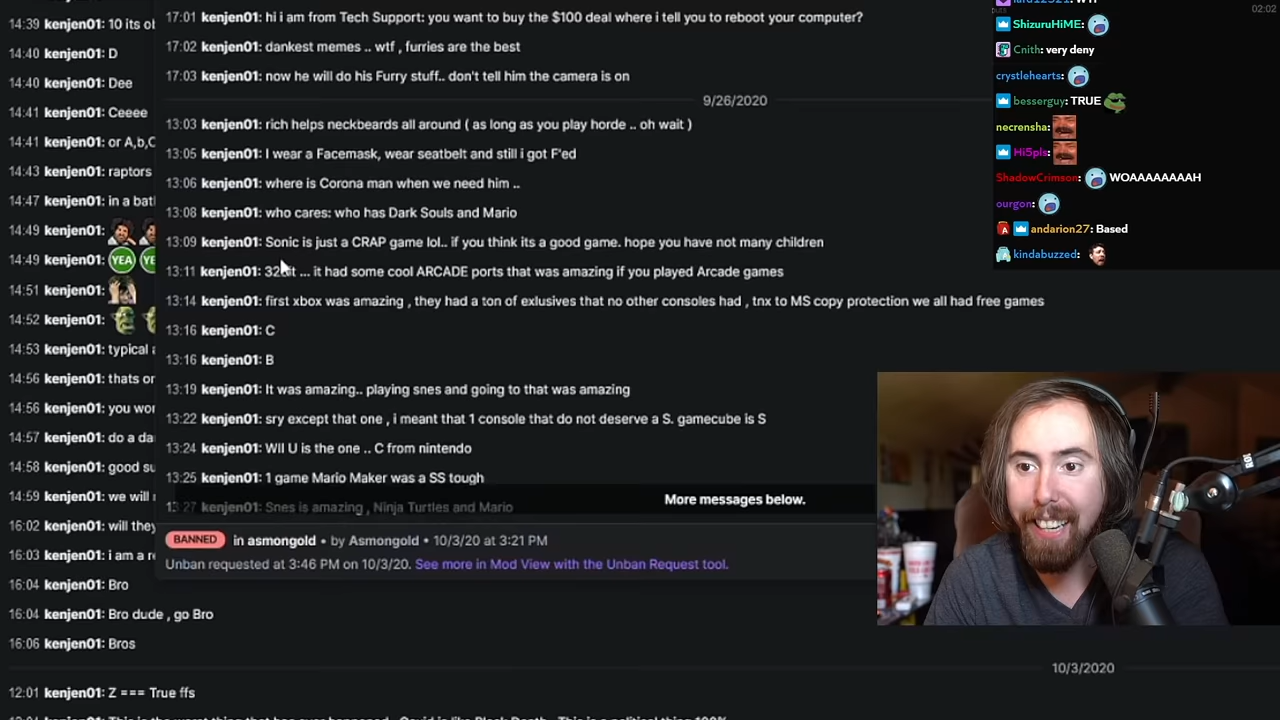 14:39 kenjen01: 10 its ol
14:40 kenjen01: D
14:40 kenjen01: Dee
14:41 kenjen01: Ceeee
14:41 kenjen01: or A,b,C
14:43 kenjen01: raptors
14:47 kenjen01: in a bat
14:49 kenjen01:
14:49 kenjen01: YEA YE
14:51 kenjen01:
14:52 kenjen01:
14:53 kenjen01: typical a
14:56 kenjen01: thats or
14:56 kenjen01: you wor
14:57 kenjen01: do a da
14:58 kenjen01: good su
14:59 kenjen01: we will
16:02 kenjen01: will they
16:03 kenjen01: i am a re
16:04 kenjen01: Bro
16:04 kenjen01: Bro dude , go Bro
16:06 kenjen01: Bros
10/3/2020
12:01 kenjen01: Z === True ffs
17:01 kenjen01: hi i am from Tech Support: you want to buy the $100 deal where i tell you to reboot your computer?
17:02 kenjen01: dankest memes .. wtf , furries are the best
17:03 kenjen01: now he will do his Furry stuff.. don't tell him the camera is on
9/26/2020
13:03 kenjen01: rich helps neckbeards all around ( as long as you play horde .. oh wait )
13:05 kenjen01: I wear a Facemask, wear seatbelt and still i got F'ed
13:06 kenjen01: where is Corona man when we need him ..
13:08 kenjen01: who cares: who has Dark Souls and Mario
13:09 kenjen01: Sonic is just a CRAP game lol.. if you think its a good game. hope you have not many children
13:11 kenjen01: 32bit ... it had some cool ARCADE ports that was amazing if you played Arcade games
13:14 kenjen01: first xbox was amazing , they had a ton of exlusives that no other consoles had , tnx to MS copy protection we all had free games
13:16 kenjen01: C
13:16 kenjen01: B
13:19 kenjen01: It was amazing.. playing snes and going to that was amazing
13:22 kenjen01: sry except that one , i meant that 1 console that do not deserve a S. gamecube is S
13:24 kenjen01: WII U is the one .. C from nintendo
13:25 kenjen01: 1 game Mario Maker was a SS tough
More messages below.
13:27 kenjen01: Snes is amazing , Ninja Turtles and Mario
BANNED in asmongold • by Asmongold • 10/3/20 at 3:21 PM
Unban requested at 3:46 PM on 10/3/20. See more in Mod View with the Unban Request tool.
02:02
ShizuruHiME:
Cnith: very deny
crystlehearts:
besserguy: TRUE
necrensha:
Hi5pls:
ShadowCrimson: WOAAAAAAAH
ourgon:
andarion27: Based
kindabuzzed: